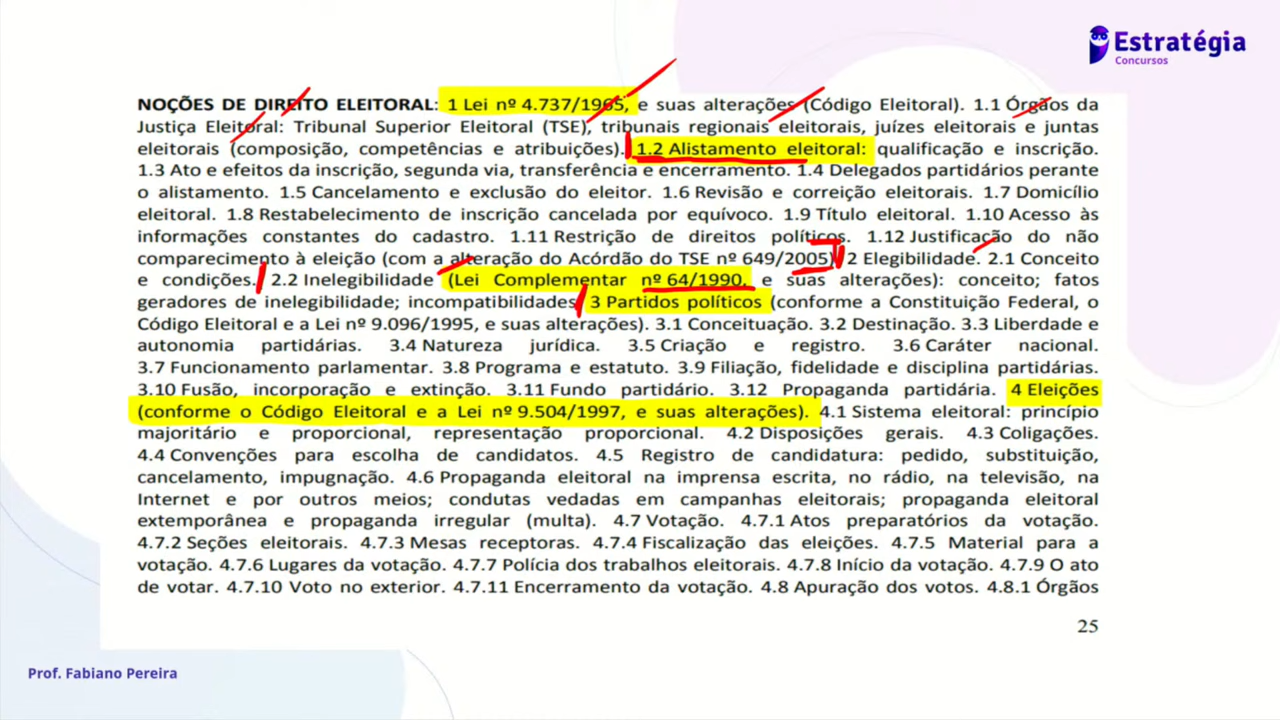 Estratégia
Concursos
NOÇÕES DE DIREITO ELEITORAL: 1 Lei nº 4.737/1965, e suas alterações (Código Eleitoral). 1.1 Órgãos da
Justiça Eleitoral: Tribunal Superior Eleitoral (TSE), tribunais regionais eleitorais, juízes eleitorais e juntas
eleitorais (composição, competências e atribuições). 1.2 Alistamento eleitoral: qualificação e inscrição.
1.3 Ato e efeitos da inscrição, segunda via, transferência e encerramento. 1.4 Delegados partidários perante
o alistamento. 1.5 Cancelamento e exclusão do eleitor. 1.6 Revisão e correição eleitorais. 1.7 Domicílio
eleitoral. 1.8 Restabelecimento de inscrição cancelada por equívoco. 1.9 Título eleitoral. 1.10 Acesso às
informações constantes do cadastro. 1.11 Restrição de direitos políticos. 1.12 Justificação do não
comparecimento à eleição (com a alteração do Acórdão do TSE nº 649/2005). 2 Elegibilidade. 2.1 Conceito
e condições. 2.2 Inelegibilidade (Lei Complementar nº 64/1990, e suas alterações): conceito; fatos
geradores de inelegibilidade; incompatibilidades. 3 Partidos políticos (conforme a Constituição Federal, o
Código Eleitoral e a Lei nº 9.096/1995, e suas alterações). 3.1 Conceituação. 3.2 Destinação. 3.3 Liberdade e
autonomia partidárias. 3.4 Natureza jurídica. 3.5 Criação e registro. 3.6 Caráter nacional.
3.7 Funcionamento parlamentar. 3.8 Programa e estatuto. 3.9 Filiação, fidelidade e disciplina partidárias.
3.10 Fusão, incorporação e extinção. 3.11 Fundo partidário. 3.12 Propaganda partidária. 4 Eleições
(conforme o Código Eleitoral e a Lei nº 9.504/1997, e suas alterações). 4.1 Sistema eleitoral: princípio
majoritário e proporcional, representação proporcional. 4.2 Disposições gerais. 4.3 Coligações.
4.4 Convenções para escolha de candidatos. 4.5 Registro de candidatura: pedido, substituição,
cancelamento, impugnação. 4.6 Propaganda eleitoral na imprensa escrita, no rádio, na televisão, na
Internet e por outros meios; condutas vedadas em campanhas eleitorais; propaganda eleitoral
extemporânea e propaganda irregular (multa). 4.7 Votação. 4.7.1 Atos preparatórios da votação.
4.7.2 Seções eleitorais. 4.7.3 Mesas receptoras. 4.7.4 Fiscalização das eleições. 4.7.5 Material para a
votação. 4.7.6 Lugares da votação. 4.7.7 Polícia dos trabalhos eleitorais. 4.7.8 Início da votação. 4.7.9 O ato
de votar. 4.7.10 Voto no exterior. 4.7.11 Encerramento da votação. 4.8 Apuração dos votos. 4.8.1 Órgãos
25
Prof. Fabiano Pereira